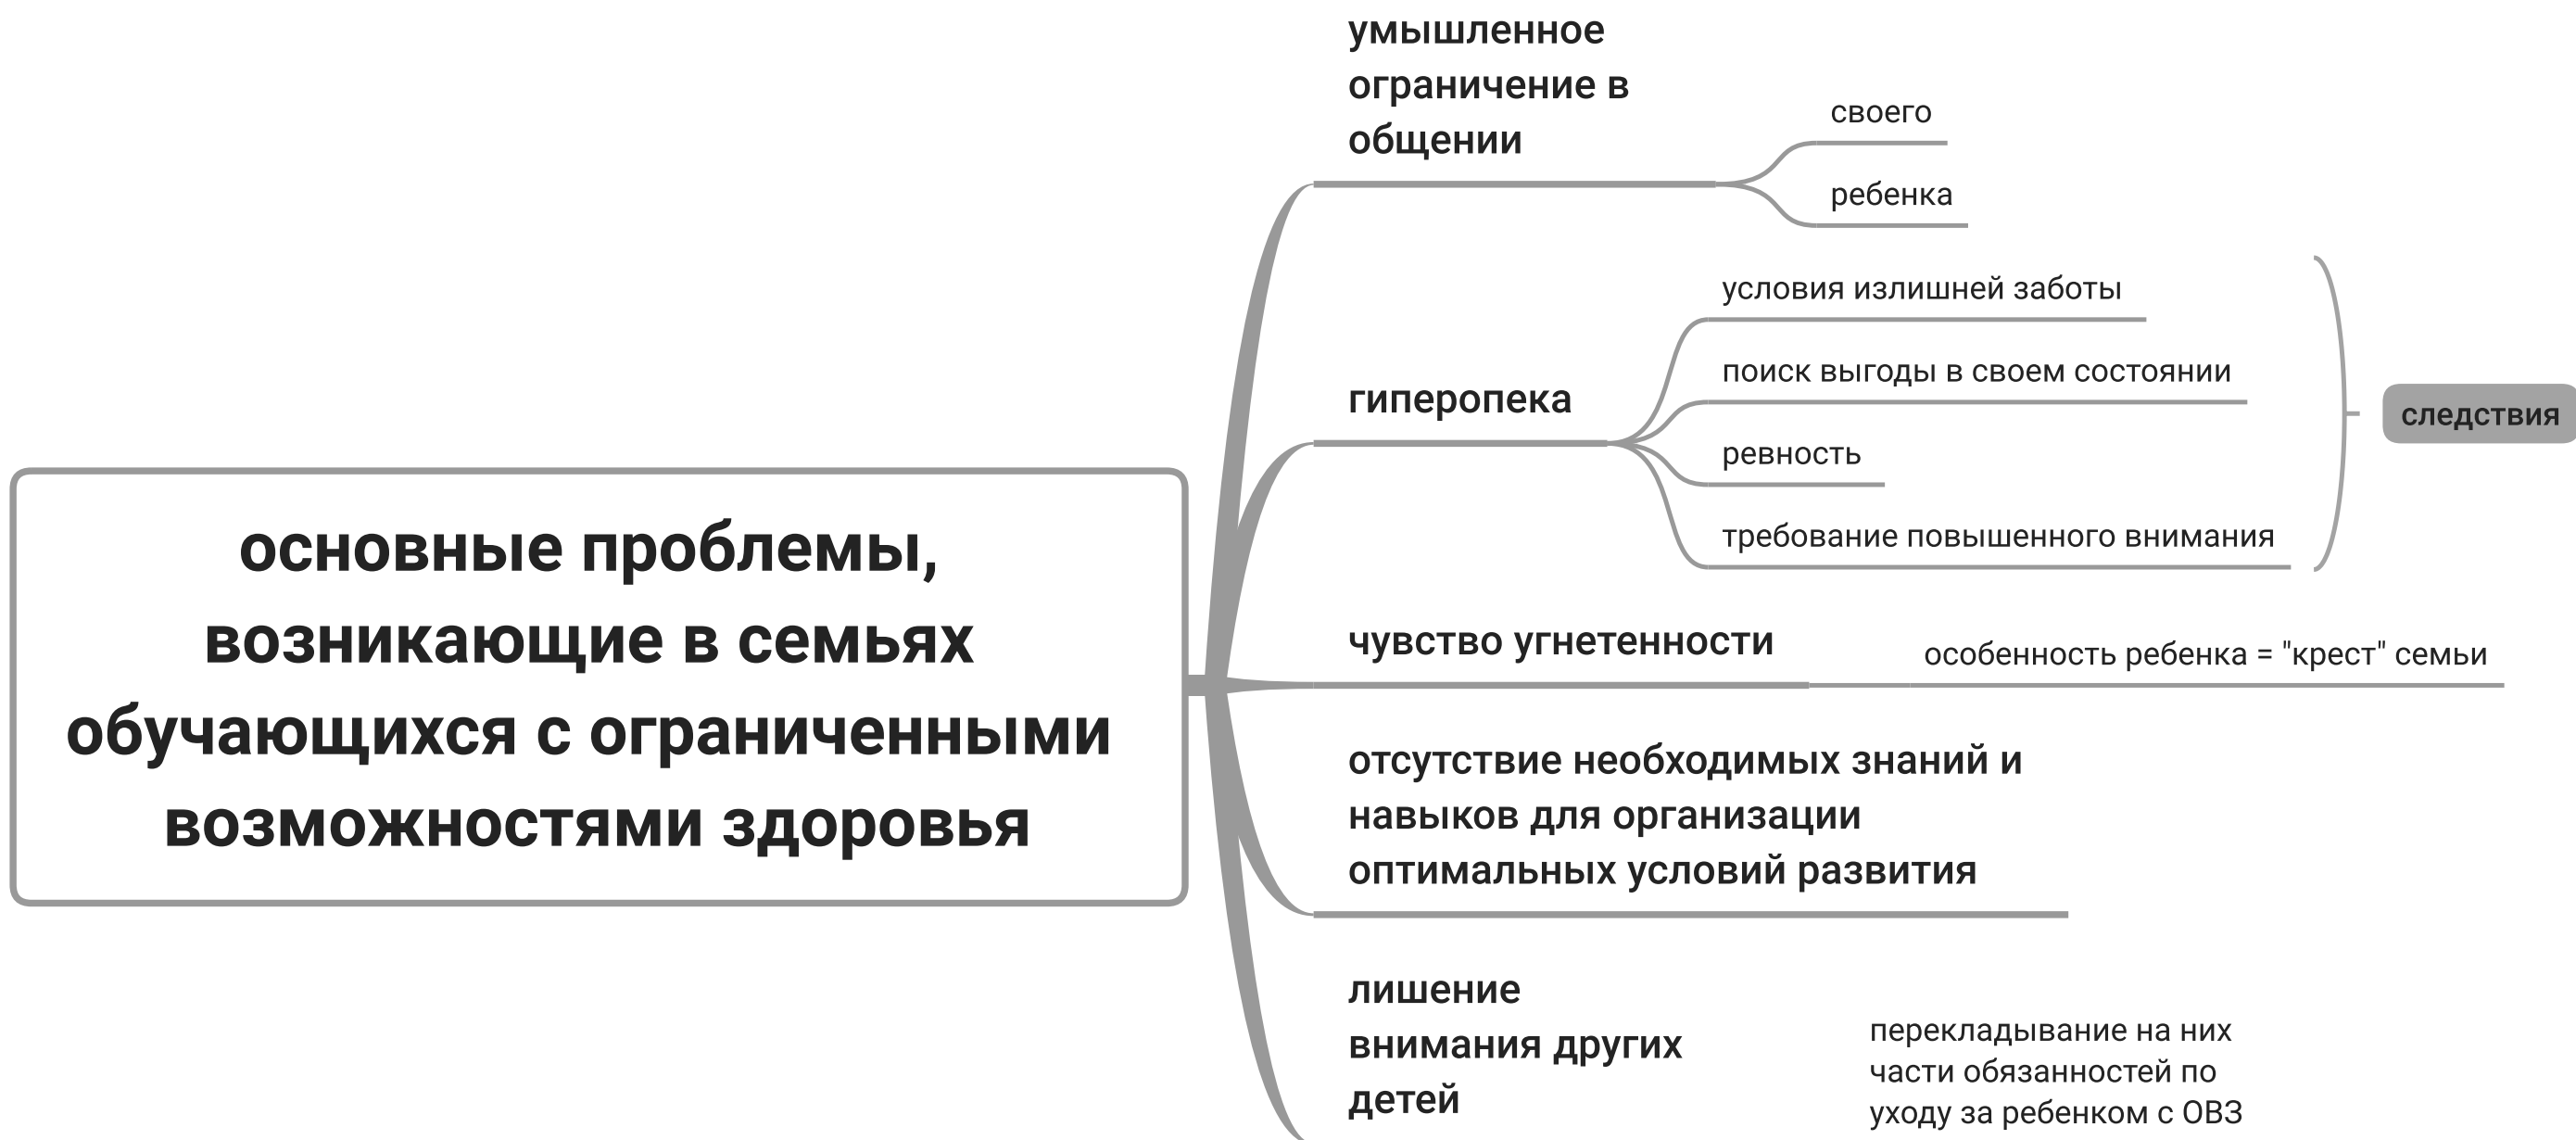 умышленное
ограничение в
общении
своего
ребенка
условия излишней заботы
поиск выгоды в своем состоянии
гиперопека
ревность
требование повышенного внимания
следствия
основные проблемы,
возникающие в семьях
обучающихся с ограниченными
возможностями здоровья
чувство угнетенности
особенность ребенка = "крест" семьи
отсутствие необходимых знаний и
навыков для организации
оптимальных условий развития
лишение
внимания других
детей
перекладывание на них
части обязанностей по
уходу за ребенком с ОВЗ